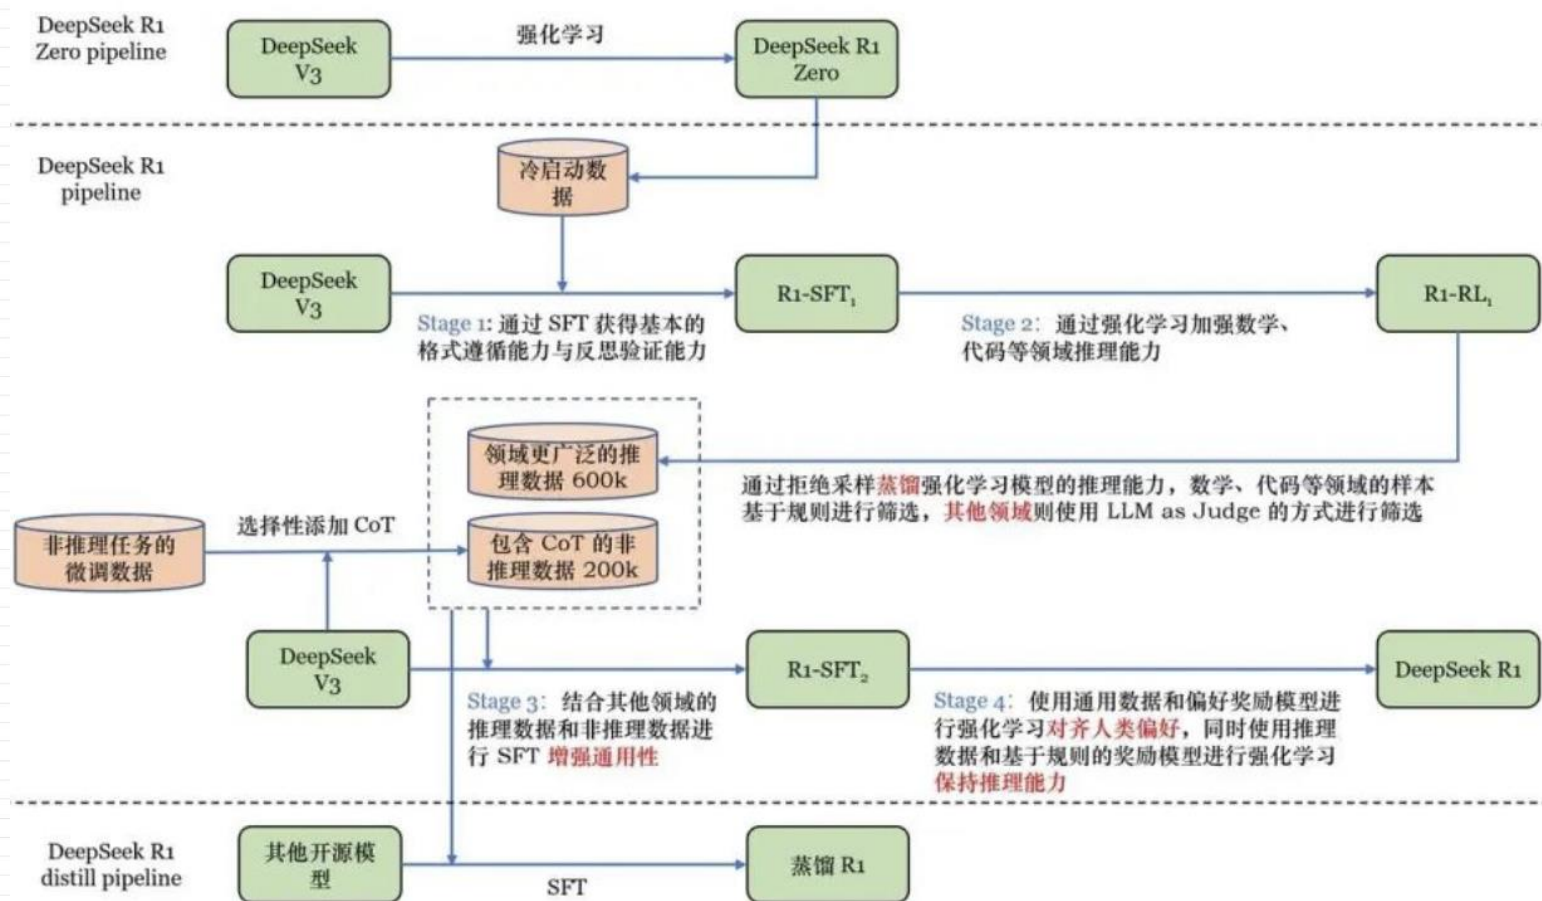 DeepSeek R1
Zero pipeline
DeepSeek
V3
强化学习
DeepSeek R1
Zero
DeepSeek R1
pipeline
冷启动数
据
DeepSeek
V3
Stage 1: 通过 SFT 获得基本的
格式遵循能力与反思验证能力
R1-SFT₁
Stage 2: 通过强化学习加强数学、
代码等领域推理能力
R1-RL₁
领域更广泛的推
理数据 600k
通过拒绝采样蒸馏强化学习模型的推理能力，数学、代码等领域的样本
基于规则进行筛选，其他领域则使用 LLM as Judge 的方式进行筛选
非推理任务的
微调数据
选择性添加 CoT
包含 CoT 的非
推理数据 200k
DeepSeek
V3
Stage 3: 结合其他领域的
推理数据和非推理数据进
行 SFT 增强通用性
R1-SFT₂
Stage 4: 使用通用数据和偏好奖励模型进
行强化学习对齐人类偏好，同时使用推理
数据和基于规则的奖励模型进行强化学习
保持推理能力
DeepSeek R1
DeepSeek R1
distill pipeline
其他开源模
型
SFT
蒸馏 R1